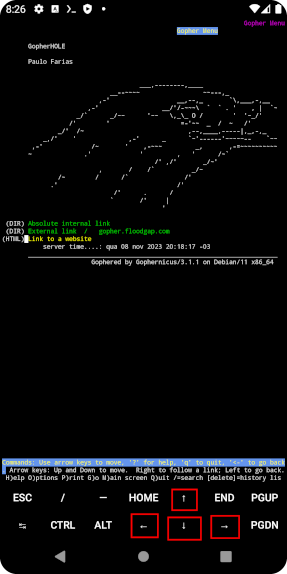 8:26
Gopher Menu
Gopher Menu
GopherHOLE
Paulo Farias
(DIR) Absolute internal link
(DIR) External link / gopher.floodgap.com
(HTML) Link to a website
server time....: qua 08 nov 2023 20:18:17 -03
Gophered by Gophernicus/3.1.1 on Debian/11 x86_64
Commands: Use arrow keys to move, '?' for help, 'q' to quit, '<-' to go back
Arrow keys: Up and Down to move. Right to follow a link; Left to go back.
H)elp O)ptions P)rint G)o M)ain screen Q)uit /=search [delete]=history lis
ESC / — HOME ↑ END PGUP
↹ CTRL ALT ← ↓ → PGDN